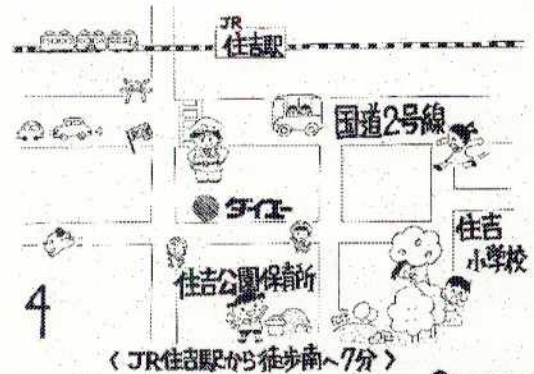 JR
住吉駅
国道2号線
ダイエー
住吉
小学校
住吉公園保育所
4
〈 JR住吉駅から徒歩南へ7分 〉